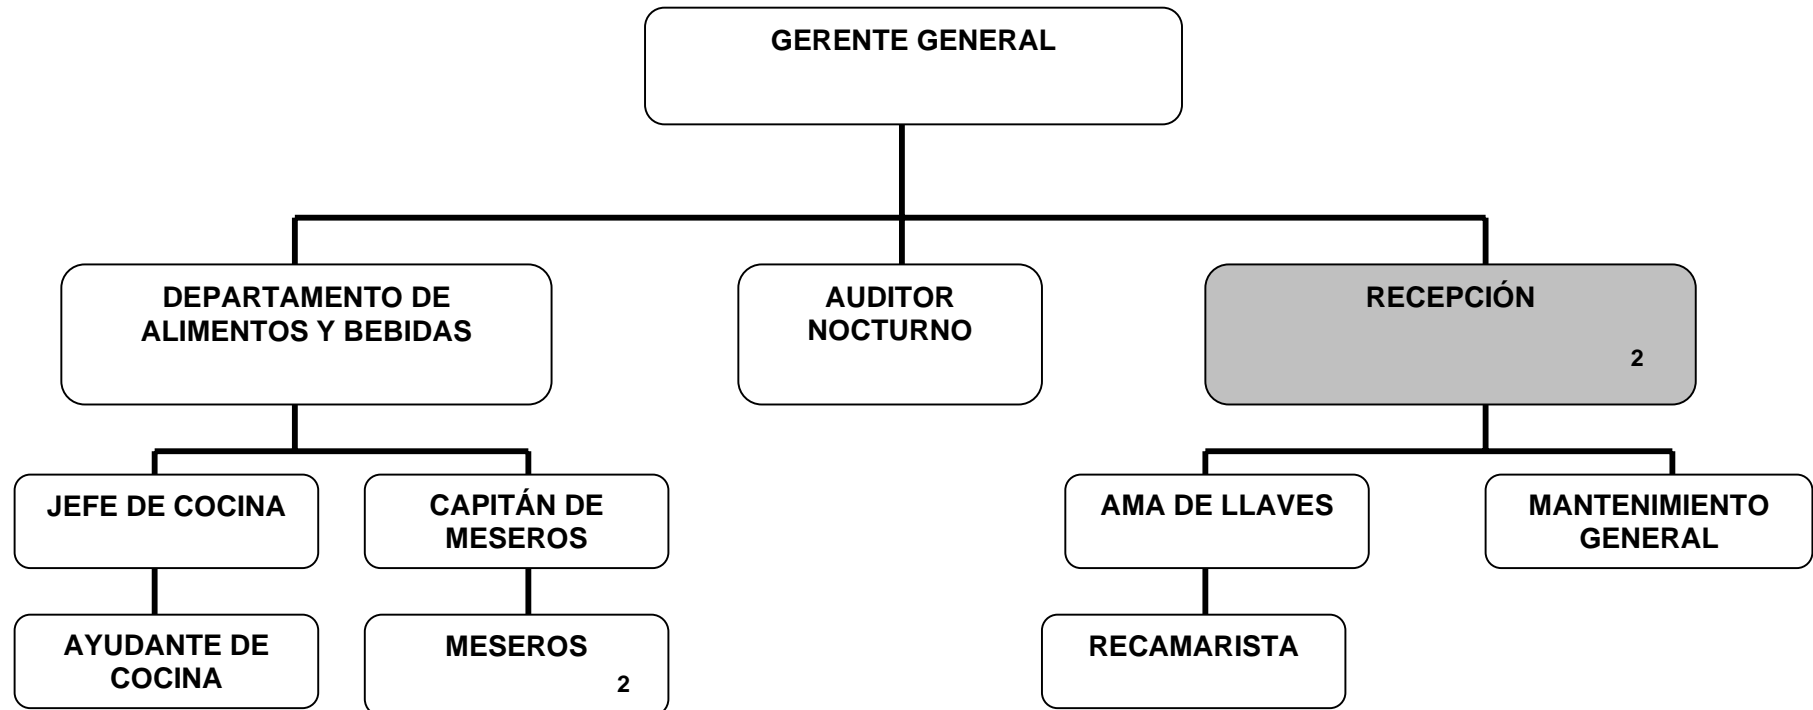 GERENTE GENERAL
DEPARTAMENTO DE
ALIMENTOS Y BEBIDAS
AUDITOR
NOCTURNO
RECEPCIÓN
2
JEFE DE COCINA
CAPITÁN DE
MESEROS
AMA DE LLAVES
MANTENIMIENTO
GENERAL
AYUDANTE DE
COCINA
MESEROS
2
RECAMARISTA